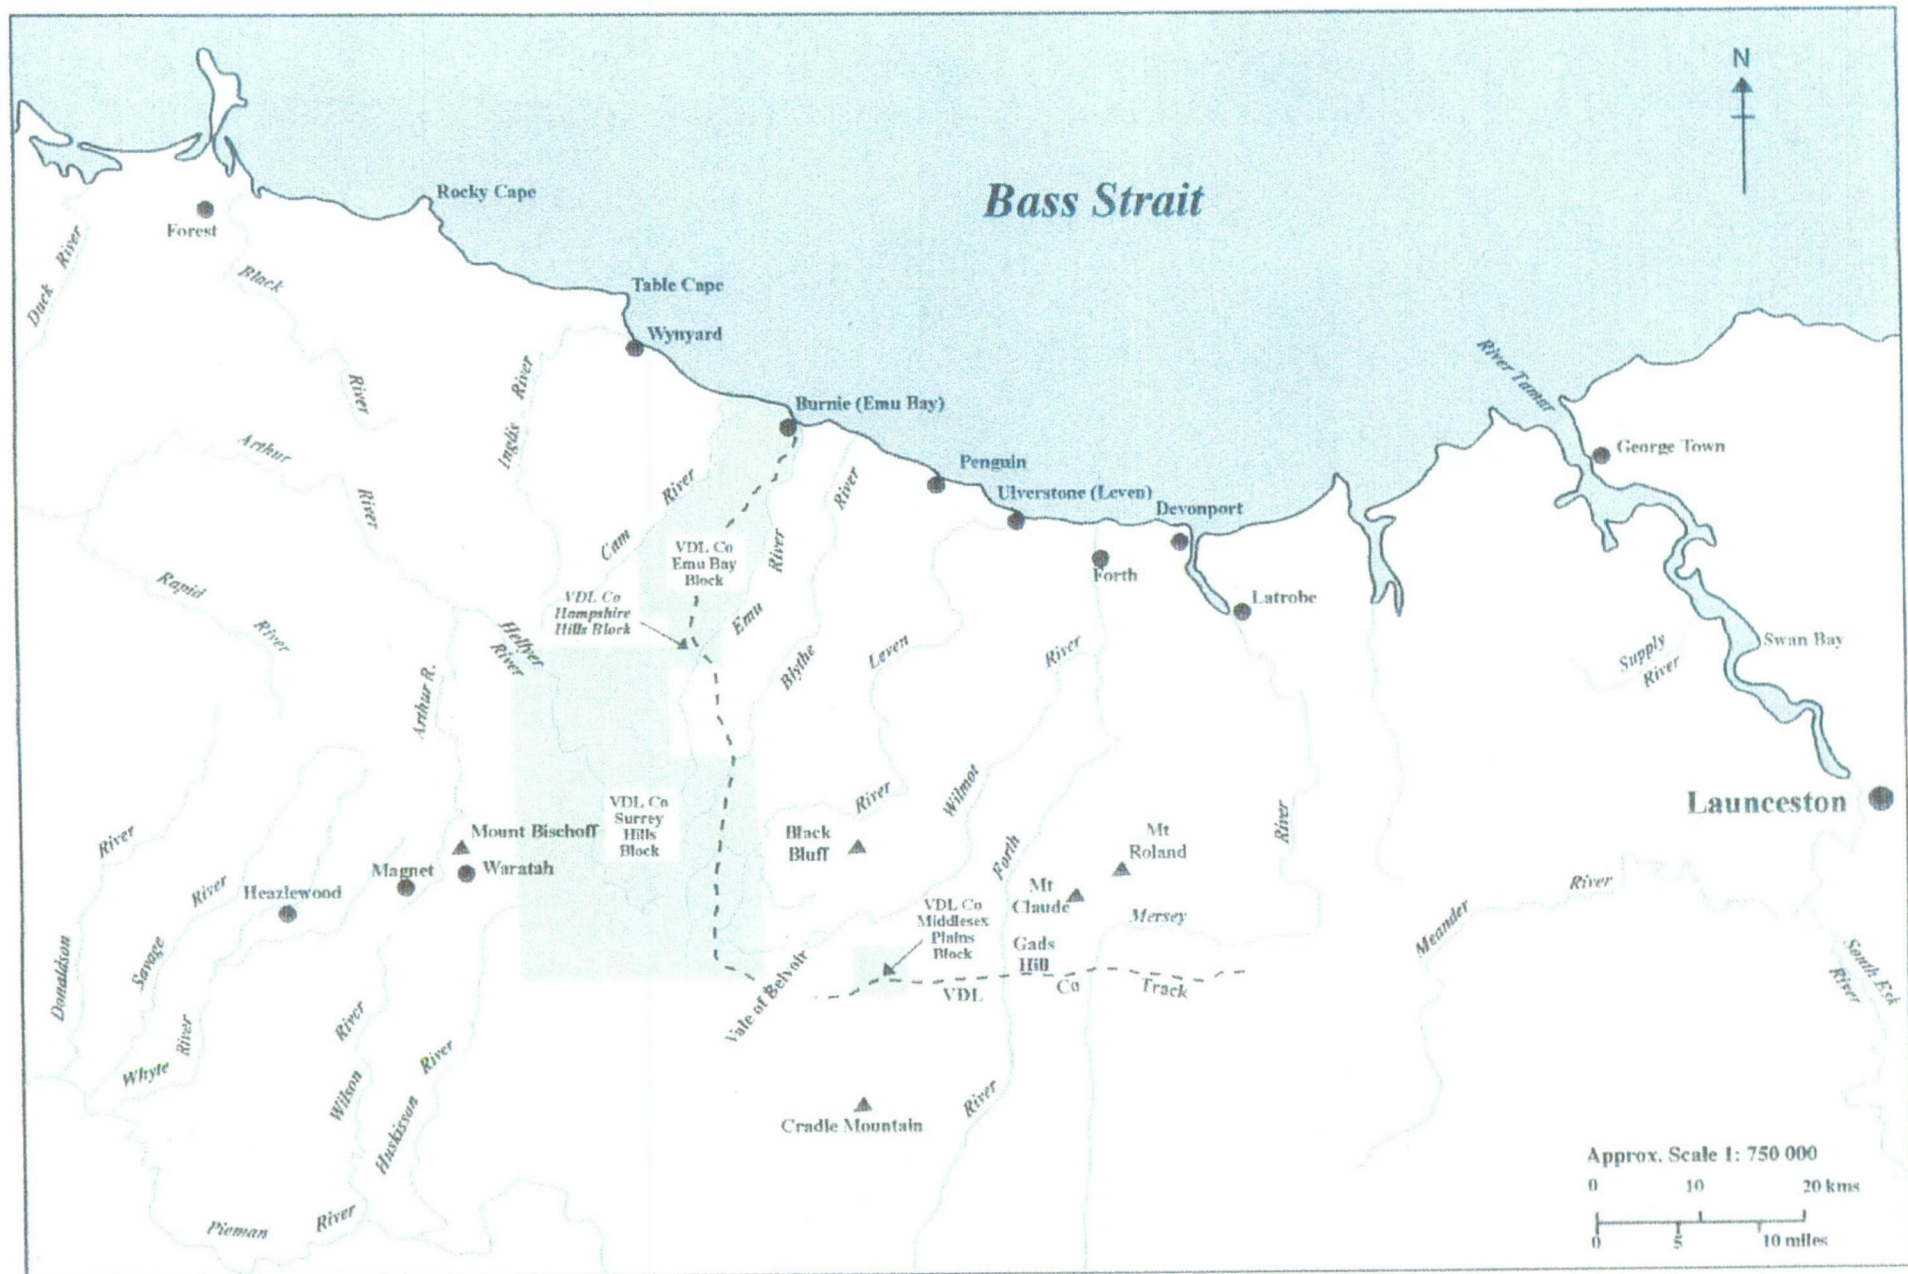 N
Bass Strait
Rocky Cape
Forest
Duck
River
Black
River
Table Cape
Wynyard
Inglis
River
River Tamar
Burnie (Emu Bay)
George Town
Arthur
River
Cam
River
River
Penguin
Ulverstone (Leven)
Devonport
VDL Co
Emu Bay
Block
River
Forth
Latrobe
Rapid
River
VDL Co
Hampshire
Hills Block
Emu
Hellyer
River
Blythe
Leven
River
Supply
River
Swan Bay
Arthur R.
VDL Co
Surrey
Hills
Block
River
Wilmot
Launceston
River
Mount Bischoff
Black
Bluff
Mt
Roland
River
Magnet
Waratah
Heazlewood
River
Forth
Mt
Claude
River
VDL Co
Middlesex
Plains
Block
Mersey
Meander
Gads
Hill
Donaldson
Savage
Vale of Belvoir
VDL
Co
Track
South Esk
River
River
River
Whyte
River
Wilson
Huskisson
River
Cradle Mountain
Pieman
River
Approx. Scale 1: 750 000
0 10 20 kms
0 5 10 miles